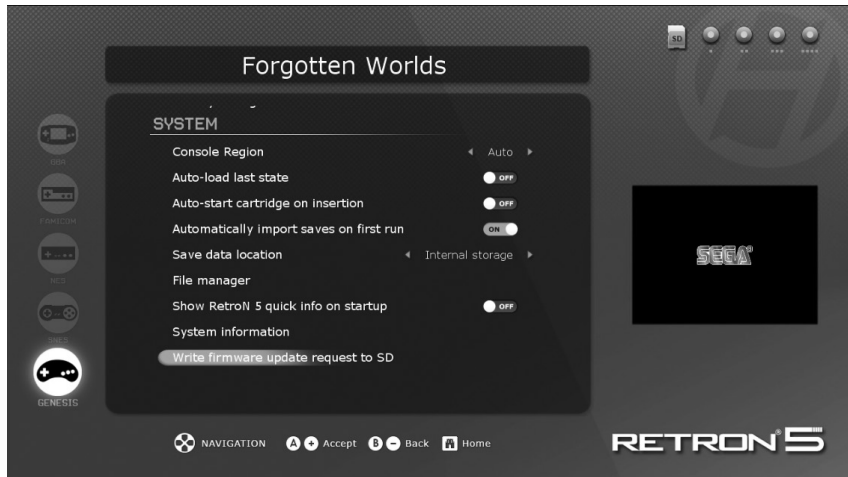 SD
Forgotten Worlds
SYSTEM
Console Region Auto
Auto-load last state OFF
Auto-start cartridge on insertion OFF
Automatically import saves on first run ON
Save data location Internal storage
File manager
Show RetroN 5 quick info on startup OFF
System information
Write firmware update request to SD
GBA
FAMICOM
NES
SNES
GENESIS
SEGA
NAVIGATION A + Accept B - Back Home
RETRON 5